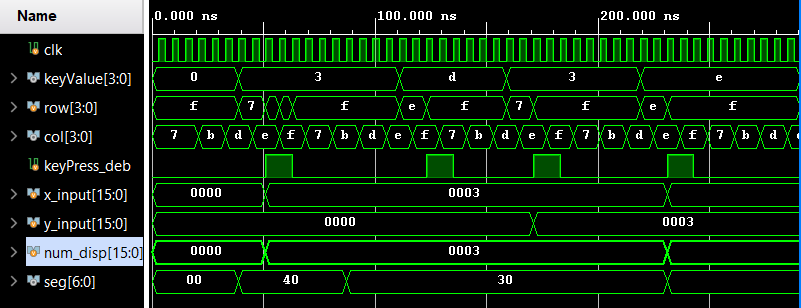 Name 0.000 ns 100.000 ns 200.000 ns
clk
keyValue[3:0] 0 3 d 3 e
row[3:0] f 7 f e f 7 f e f
col[3:0] 7 b d e f 7 b d e f 7 b d e f 7 b d e f 7 b d
keyPress_deb
x_input[15:0] 0000 0003
y_input[15:0] 0000 0003
num_disp[15:0] 0000 0003
seg[6:0] 00 40 30